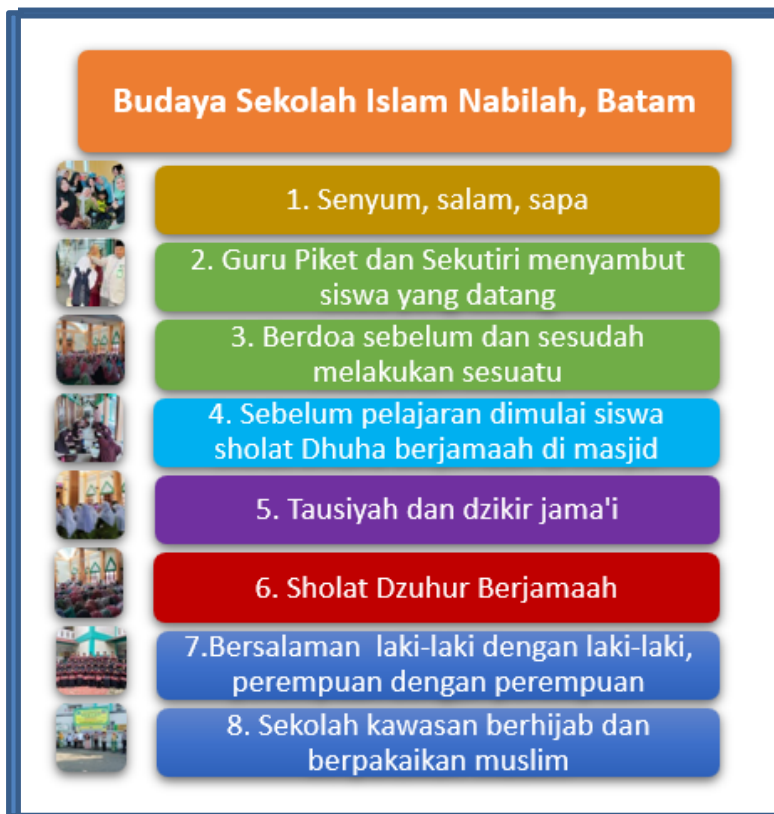 Budaya Sekolah Islam Nabilah, Batam
1. Senyum, salam, sapa
2. Guru Piket dan Sekutiri menyambut
siswa yang datang
3. Berdoa sebelum dan sesudah
melakukan sesuatu
4. Sebelum pelajaran dimulai siswa
sholat Dhuha berjamaah di masjid
5. Tausiyah dan dzikir jama'i
6. Sholat Dzuhur Berjamaah
7.Bersalaman laki-laki dengan laki-laki,
perempuan dengan perempuan
8. Sekolah kawasan berhijab dan
berpakaikan muslim